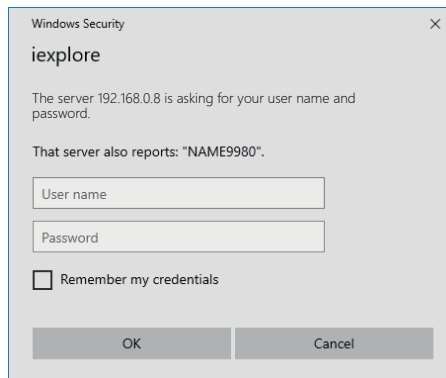 Windows Security
iexplore
The server 192.168.0.8 is asking for your user name and
password.
That server also reports: "NAME9980".
User name
Password
Remember my credentials
OK
Cancel